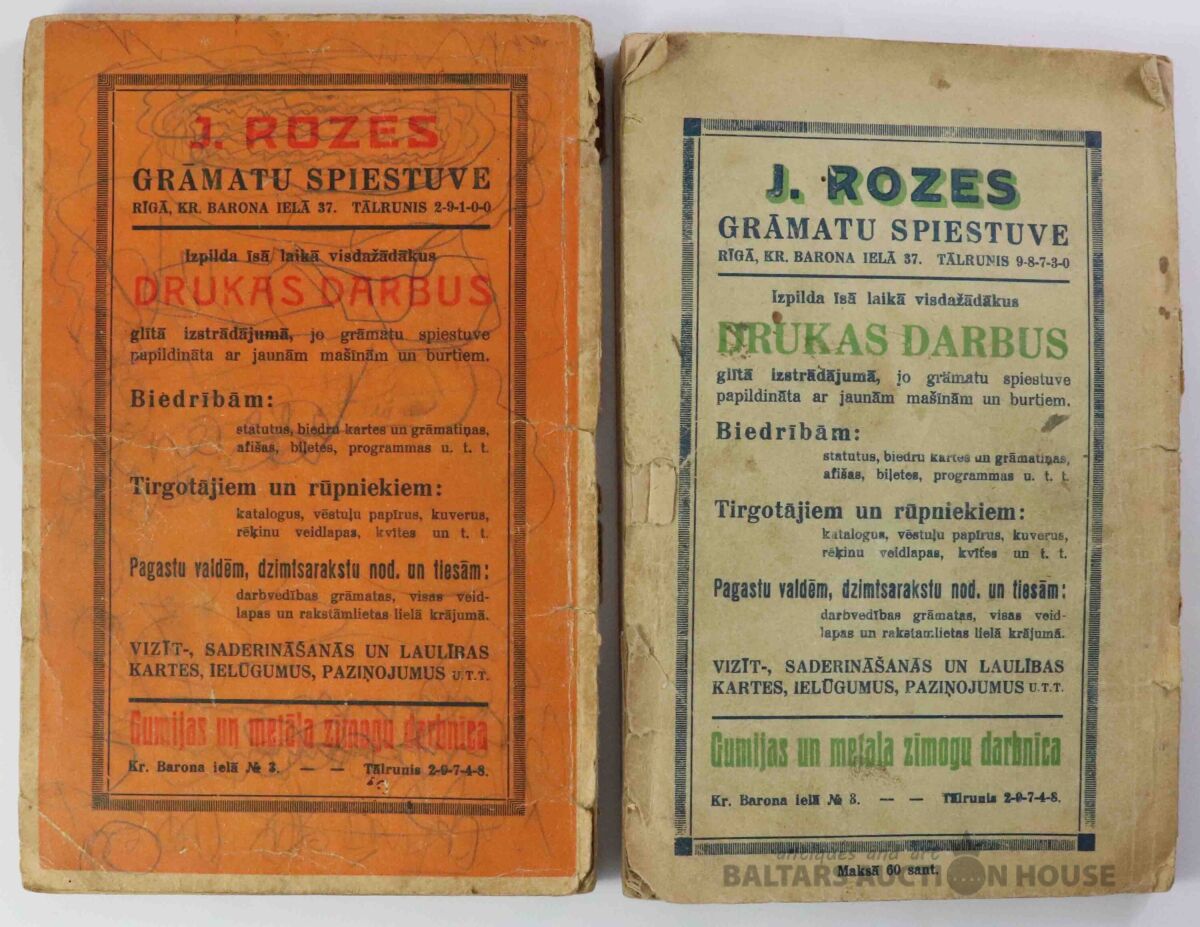 J. ROZES
GRĀMATU SPIESTUVE
RĪGĀ, KR. BARONA IELĀ 37. TĀLRUNIS 2-9-1-0-0
Izpilda īsā laikā visdažādākus
DRUKAS DARBUS
glītā izstrādājumā, jo grāmatu spiestuve
papildināta ar jaunām mašīnām un burtiem.
Biedrībām:
statutus, biedru kartes un grāmatiņas,
afišas, biļetes, programmas u. t. t.
Tirgotājiem un rūpniekiem:
katalogus, vēstuļu papīrus, kuverus,
rēķinu veidlapas, kvītes un t. t.
Pagastu valdēm, dzimtsarakstu nod. un tiesām:
darbvedības grāmatas, visas veid-
lapas un rakstāmlietas lielā krājumā.
VIZĪT-, SADERINĀŠANĀS UN LAULĪBAS
KARTES, IELŪGUMUS, PAZIŅOJUMUS U.T.T.
Gumijas un metāļa zīmogu darbnīca
Kr. Barona ielā № 3. — — Tālrunis 2-9-7-4-8.
J. ROZES
GRĀMATU SPIESTUVE
RĪGĀ, KR. BARONA IELĀ 37. TĀLRUNIS 9-8-7-3-0
Izpilda īsā laikā visdažādākus
DRUKAS DARBUS
glītā izstrādājumā, jo grāmatu spiestuve
papildināta ar jaunām mašīnām un burtiem.
Biedrībām:
statutus, biedru kartes un grāmatiņas,
afišas, biļetes, programmas u. t. t.
Tirgotājiem un rūpniekiem:
katalogus, vēstuļu papīrus, kuverus,
rēķinu veidlapas, kvītes un t. t.
Pagastu valdēm, dzimtsarakstu nod. un tiesām:
darbvedības grāmatas, visas veid-
lapas un rakstamlietas lielā krājumā.
VIZĪT-, SADERINĀŠANĀS UN LAULĪBAS
KARTES, IELŪGUMUS, PAZIŅOJUMUS U.T.T.
Gumijas un metaļa zīmogu darbnīca
Kr. Barona ielā № 3. — — Tālrunis 2-9-7-4-8.
Maksā 60 sant.
antiques and art
BALTARS AUCTION HOUSE